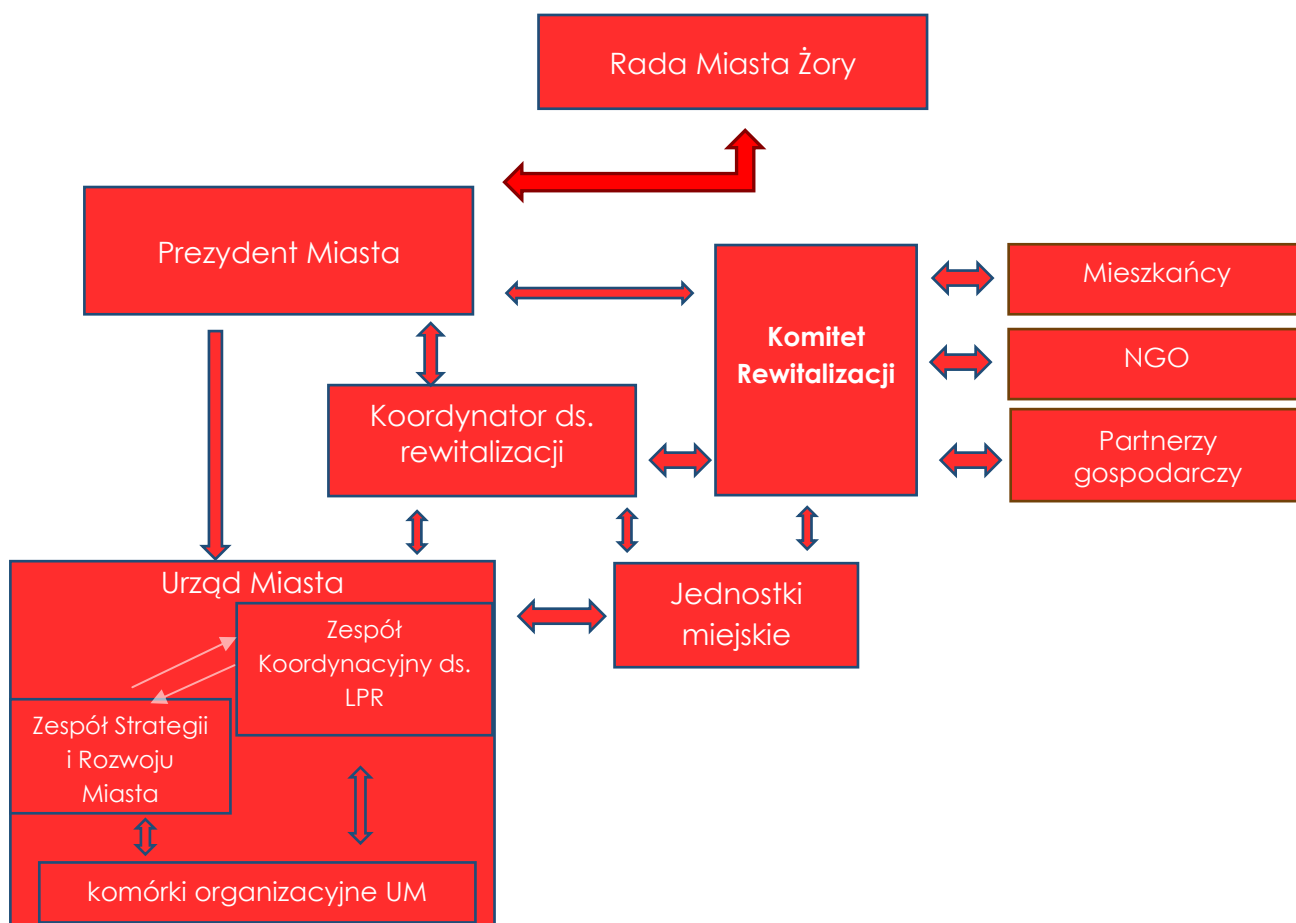 Rada Miasta Żory
Prezydent Miasta
Komitet
Rewitalizacji
Mieszkańcy
NGO
Partnerzy
gospodarczy
Koordynator ds.
rewitalizacji
Urząd Miasta
Zespół
Koordynacyjny ds.
LPR
Jednostki
miejskie
Zespół Strategii
i Rozwoju
Miasta
komórki organizacyjne UM